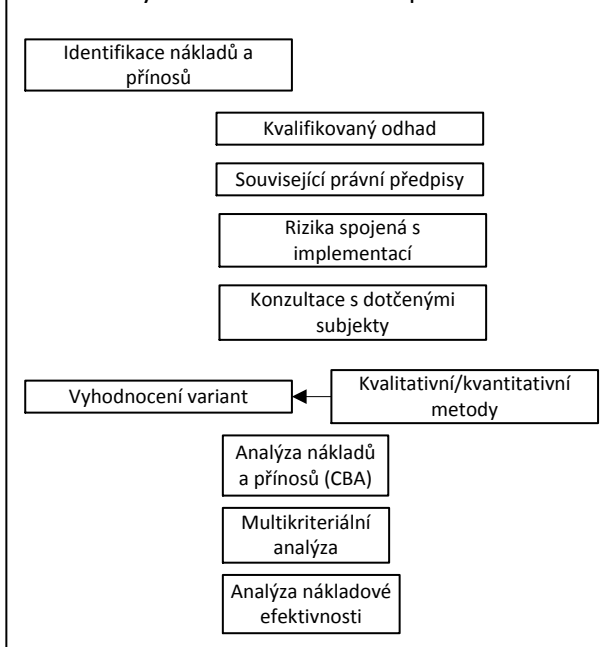 Identifikace nákladů a
přínosů
Kvalifikovaný odhad
Související právní předpisy
Rizika spojená s
implementací
Konzultace s dotčenými
subjekty
Vyhodnocení variant
Kvalitativní/kvantitativní
metody
Analýza nákladů
a přínosů (CBA)
Multikriteriální
analýza
Analýza nákladové
efektivnosti